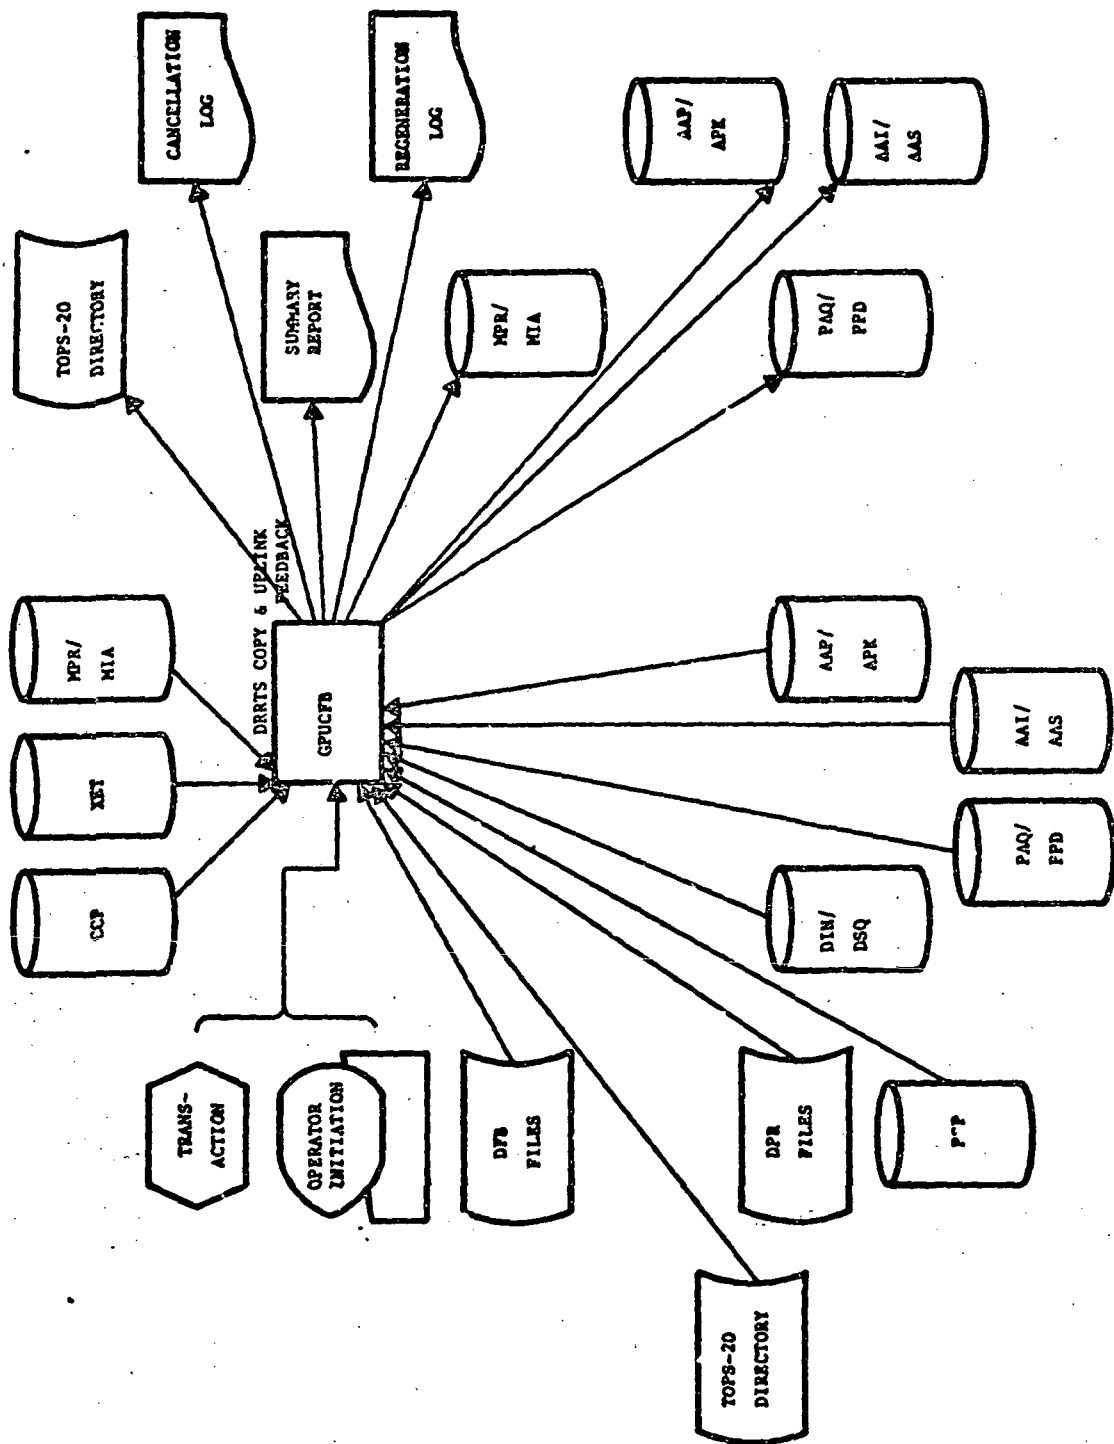 TRANS-
ACTION
OPERATOR
INITIATION
DFB
FILES
TOPS-20
DIRECTORY
DPR
FILES
CCP
XET
MPR/
MIA
DRRTS COPY & UPLINK
FEEDBACK
GPUCFB
DIN/
DSQ
PAQ/
PPD
AAI/
AAS
AAP/
APK
TOPS-20
DIRECTORY
CANCELLATION
LOG
SUMMARY
REPORT
REGENERATION
LOG
MPR/
MIA
PAQ/
PPD
AAP/
APK
AAI/
AAS